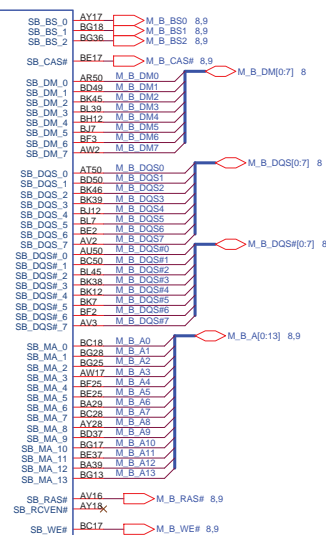 SB_BS_0 AY17 M_B_BS0 8,9
SB_BS_1 BG18 M_B_BS1 8,9
SB_BS_2 BG36 M_B_BS2 8,9
SB_CAS# BE17 M_B_CAS# 8,9
M_B_DM[0:7] 8
SB_DM_0 AR50 M_B_DM0
SB_DM_1 BD49 M_B_DM1
SB_DM_2 BK45 M_B_DM2
SB_DM_3 BL39 M_B_DM3
SB_DM_4 BH12 M_B_DM4
SB_DM_5 BJ7 M_B_DM5
SB_DM_6 BF3 M_B_DM6
SB_DM_7 AW2 M_B_DM7
M_B_DQS[0:7] 8
SB_DQS_0 AT50 M_B_DQS0
SB_DQS_1 BD50 M_B_DQS1
SB_DQS_2 BK46 M_B_DQS2
SB_DQS_3 BK39 M_B_DQS3
SB_DQS_4 BJ12 M_B_DQS4
SB_DQS_5 BL7 M_B_DQS5
SB_DQS_6 BE2 M_B_DQS6
SB_DQS_7 AV2 M_B_DQS7
M_B_DQS#[0:7] 8
SB_DQS#_0 AU50 M_B_DQS#0
SB_DQS#_1 BC50 M_B_DQS#1
SB_DQS#_2 BL45 M_B_DQS#2
SB_DQS#_3 BK38 M_B_DQS#3
SB_DQS#_4 BK12 M_B_DQS#4
SB_DQS#_5 BK7 M_B_DQS#5
SB_DQS#_6 BF2 M_B_DQS#6
SB_DQS#_7 AV3 M_B_DQS#7
M_B_A[0:13] 8,9
SB_MA_0 BC18 M_B_A0
SB_MA_1 BG28 M_B_A1
SB_MA_2 BG25 M_B_A2
SB_MA_3 AW17 M_B_A3
SB_MA_4 BF25 M_B_A4
SB_MA_5 BE25 M_B_A5
SB_MA_6 BA29 M_B_A6
SB_MA_7 BC28 M_B_A7
SB_MA_8 AY28 M_B_A8
SB_MA_9 BD37 M_B_A9
SB_MA_10 BG17 M_B_A10
SB_MA_11 BE37 M_B_A11
SB_MA_12 BA39 M_B_A12
SB_MA_13 BG13 M_B_A13
SB_RAS# AV16 M_B_RAS# 8,9
SB_RCVEN# AY18
SB_WE# BC17 M_B_WE# 8,9